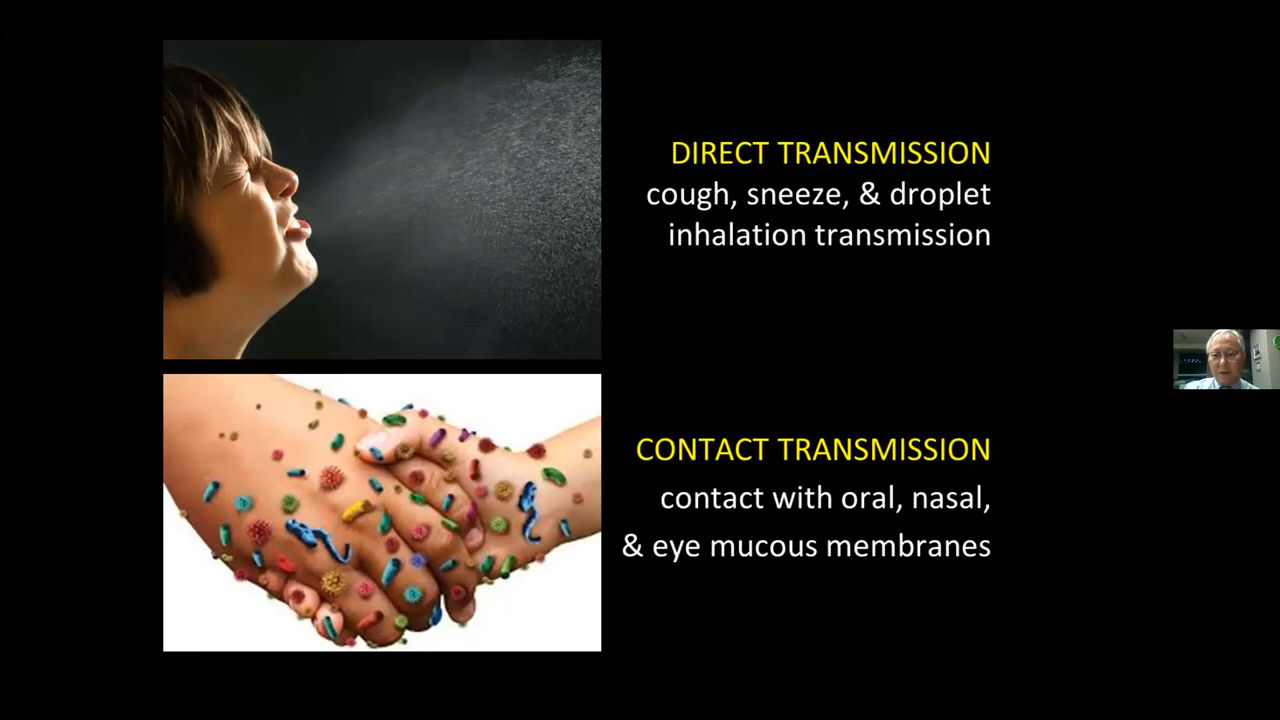 DIRECT TRANSMISSION
cough, sneeze, & droplet
inhalation transmission
CONTACT TRANSMISSION
contact with oral, nasal,
& eye mucous membranes